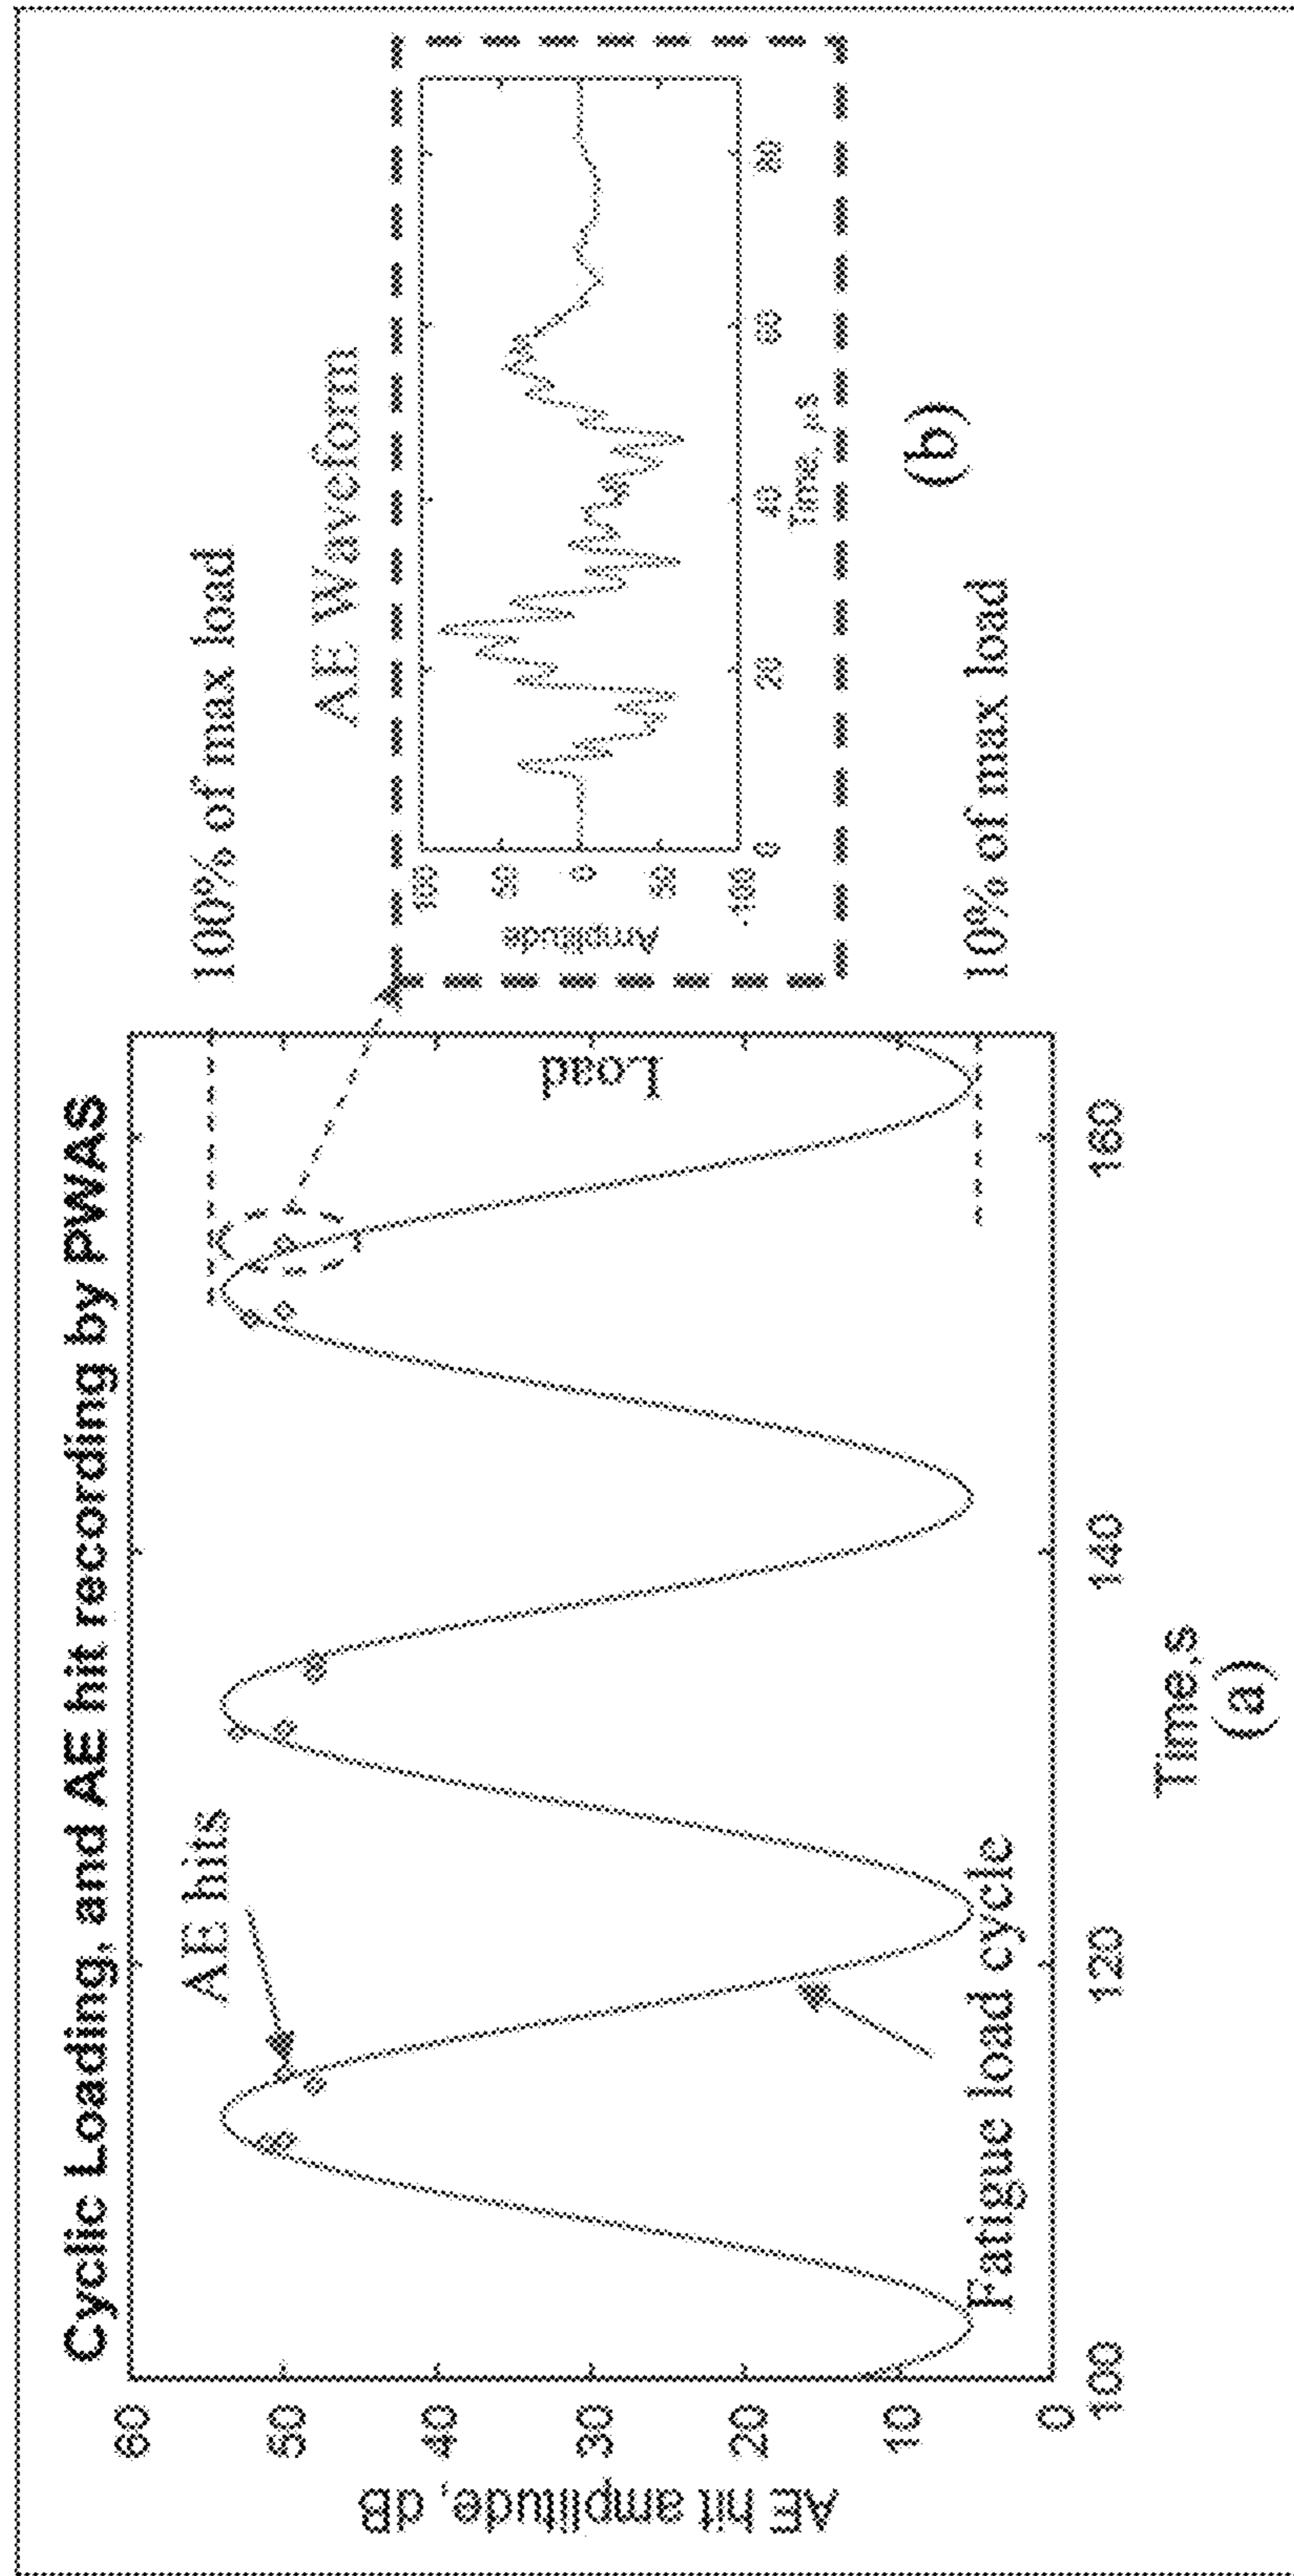 Cyclic Loading, and AE hit recording by PWAS
AE hit amplitude, dB
60
50
40
30
20
10
0
100
120
140
160
Time,s
(a)
AE hits
Fatigue load cycle
Load
100% of max load
10% of max load
AE Waveform
Amplitude
100
50
0
50
-100
0
20
40
60
80
Time, µs
(b)